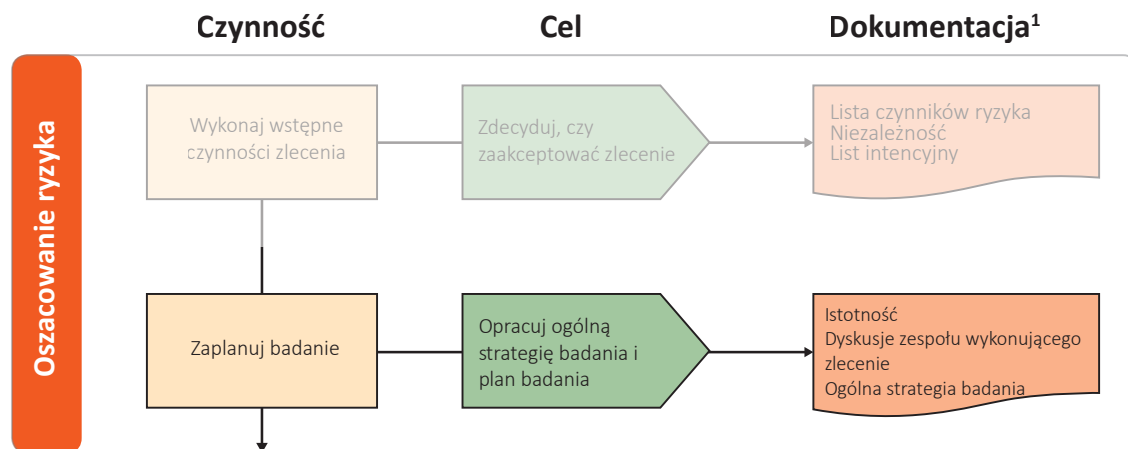 Czynność
Cel
Dokumentacja¹
Oszacowanie ryzyka
Wykonaj wstępne
czynności zlecenia
Zdecyduj, czy
zaakceptować zlecenie
Lista czynników ryzyka
Niezależność
List intencyjny
Zaplanuj badanie
Opracuj ogólną
strategię badania i
plan badania
Istotność
Dyskusje zespołu wykonującego
zlecenie
Ogólna strategia badania